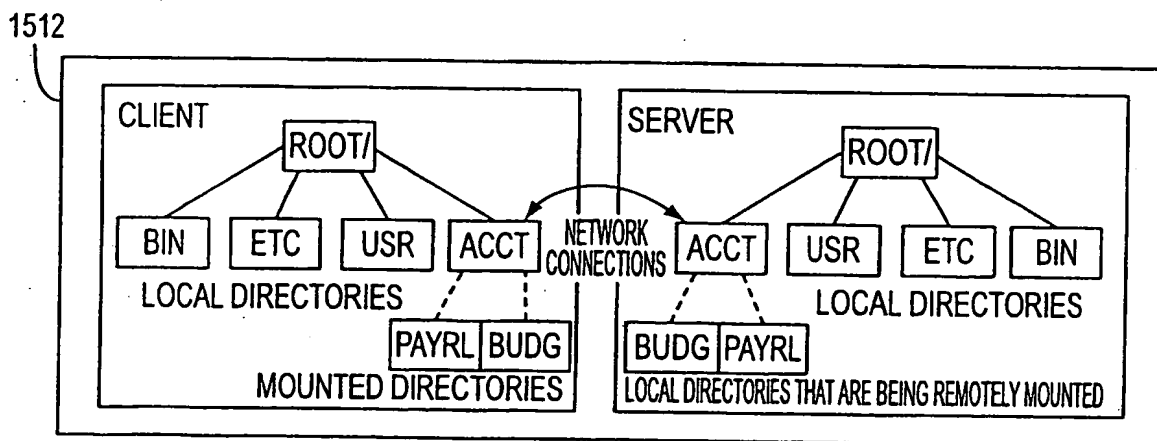 1512
CLIENT
ROOT/
BIN
ETC
USR
ACCT
LOCAL DIRECTORIES
PAYRL
BUDG
MOUNTED DIRECTORIES
NETWORK
CONNECTIONS
SERVER
ROOT/
ACCT
USR
ETC
BIN
LOCAL DIRECTORIES
BUDG
PAYRL
LOCAL DIRECTORIES THAT ARE BEING REMOTELY MOUNTED